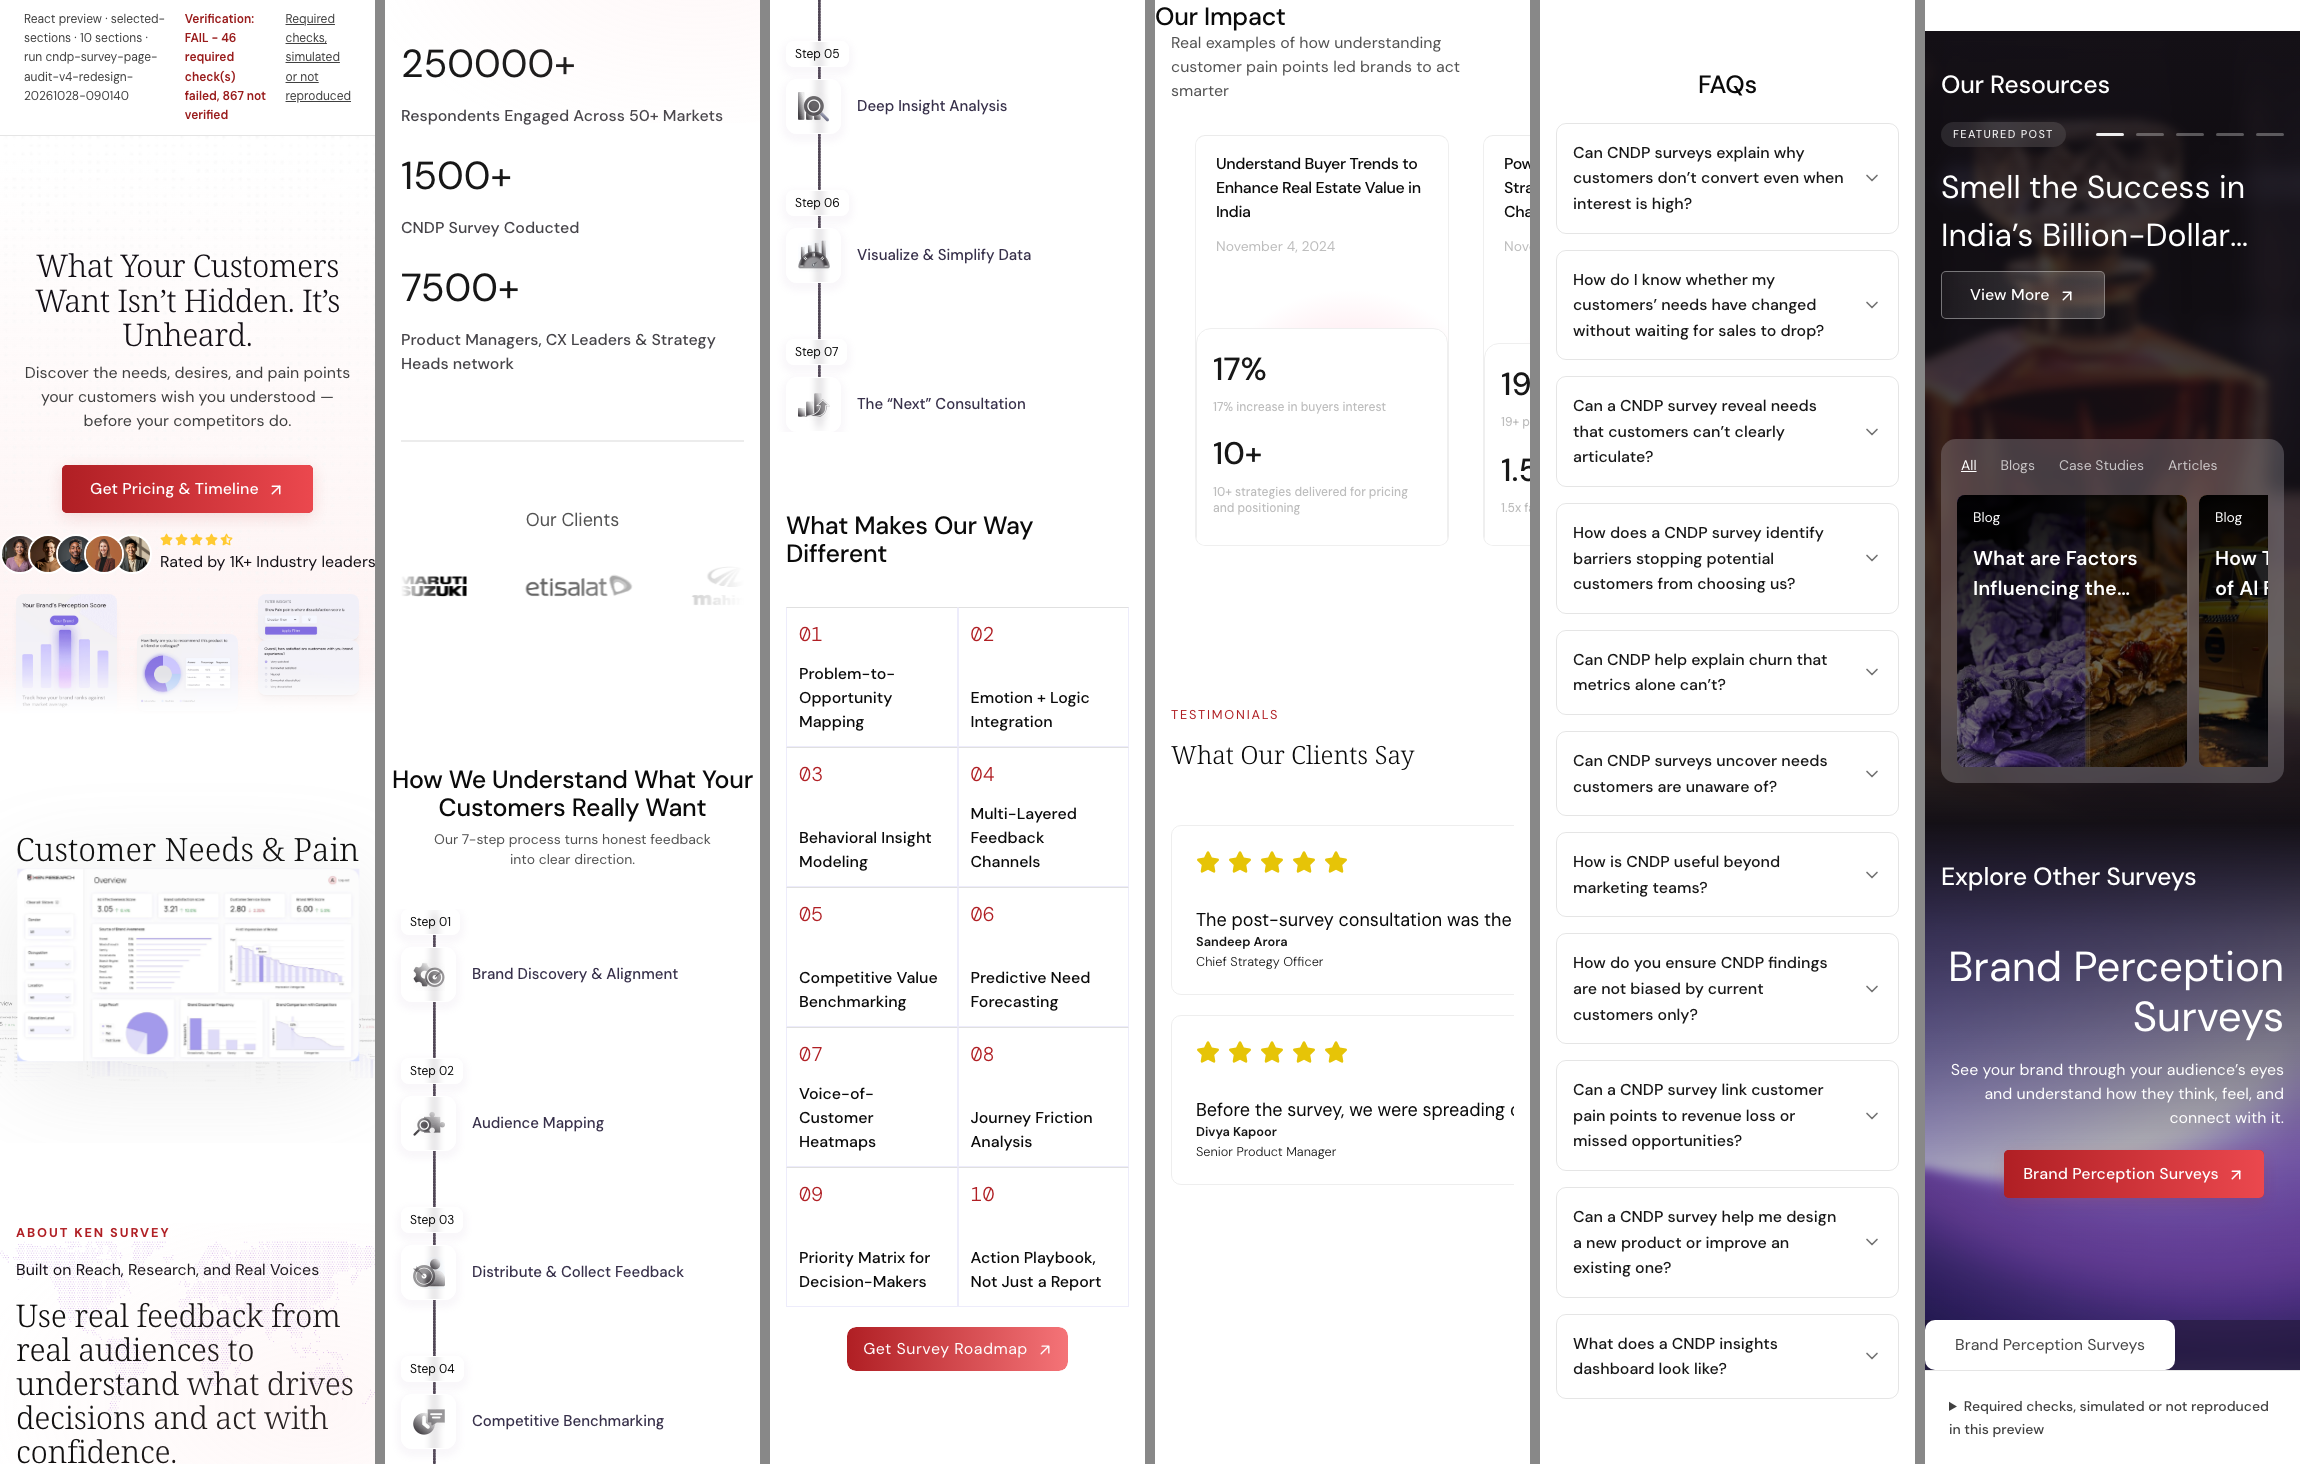 React preview · selected-
sections · 10 sections ·
run cndp-survey-page-
audit-v4-redesign-
20261028-090140
Verification:
FAIL - 46
required
check(s)
failed, 867 not
verified
Required
checks,
simulated
or not
reproduced
What Your Customers
Want Isn’t Hidden. It’s
Unheard.
Discover the needs, desires, and pain points
your customers wish you understood —
before your competitors do.
Get Pricing & Timeline
Rated by 1K+ Industry leaders
Your Brand's Perception Score
Customer Needs & Pain
Overview
3.05
3.21
2.80
6.00
ABOUT KEN SURVEY
Built on Reach, Research, and Real Voices
Use real feedback from
real audiences to
understand what drives
decisions and act with
confidence.
250000+
Respondents Engaged Across 50+ Markets
1500+
CNDP Survey Coducted
7500+
Product Managers, CX Leaders & Strategy
Heads network
Our Clients
MARUTI
SUZUKI
etisalat
How We Understand What Your
Customers Really Want
Our 7-step process turns honest feedback
into clear direction.
Step 01
Brand Discovery & Alignment
Step 02
Audience Mapping
Step 03
Distribute & Collect Feedback
Step 04
Competitive Benchmarking
Step 05
Deep Insight Analysis
Step 06
Visualize & Simplify Data
Step 07
The “Next” Consultation
What Makes Our Way
Different
01
Problem-to-
Opportunity
Mapping
02
Emotion + Logic
Integration
03
Behavioral Insight
Modeling
04
Multi-Layered
Feedback
Channels
05
Competitive Value
Benchmarking
06
Predictive Need
Forecasting
07
Voice-of-
Customer
Heatmaps
08
Journey Friction
Analysis
09
Priority Matrix for
Decision-Makers
10
Action Playbook,
Not Just a Report
Get Survey Roadmap
Our Impact
Real examples of how understanding
customer pain points led brands to act
smarter
Understand Buyer Trends to
Enhance Real Estate Value in
India
November 4, 2024
17%
17% increase in buyers interest
10+
10+ strategies delivered for pricing
and positioning
19
19+
1.5
1.5x
TESTIMONIALS
What Our Clients Say
The post-survey consultation was the
Sandeep Arora
Chief Strategy Officer
Before the survey, we were spreading
Divya Kapoor
Senior Product Manager
FAQs
Can CNDP surveys explain why
customers don’t convert even when
interest is high?
How do I know whether my
customers’ needs have changed
without waiting for sales to drop?
Can a CNDP survey reveal needs
that customers can’t clearly
articulate?
How does a CNDP survey identify
barriers stopping potential
customers from choosing us?
Can CNDP help explain churn that
metrics alone can’t?
Can CNDP surveys uncover needs
customers are unaware of?
How is CNDP useful beyond
marketing teams?
How do you ensure CNDP findings
are not biased by current
customers only?
Can a CNDP survey link customer
pain points to revenue loss or
missed opportunities?
Can a CNDP survey help me design
a new product or improve an
existing one?
What does a CNDP insights
dashboard look like?
Our Resources
FEATURED POST
Smell the Success in
India’s Billion-Dollar...
View More
All Blogs Case Studies Articles
Blog
What are Factors
Influencing the...
Blog
How
of AI
Explore Other Surveys
Brand Perception
Surveys
See your brand through your audience’s eyes
and understand how they think, feel, and
connect with it.
Brand Perception Surveys
Brand Perception Surveys
Required checks, simulated or not reproduced
in this preview